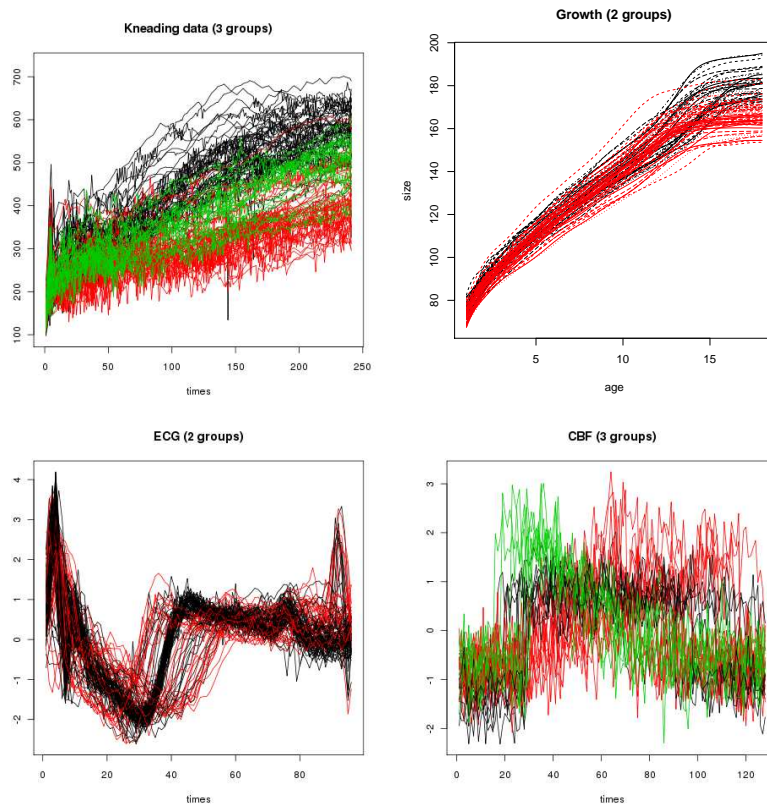 Kneading data (3 groups)
700
600
500
400
300
200
100
0 50 100 150 200 250
times
Growth (2 groups)
200
180
160
140
120
100
80
size
5 10 15
age
ECG (2 groups)
4
3
2
1
0
-1
-2
0 20 40 60 80
times
CBF (3 groups)
3
2
1
0
-1
-2
0 20 40 60 80 100 120
times